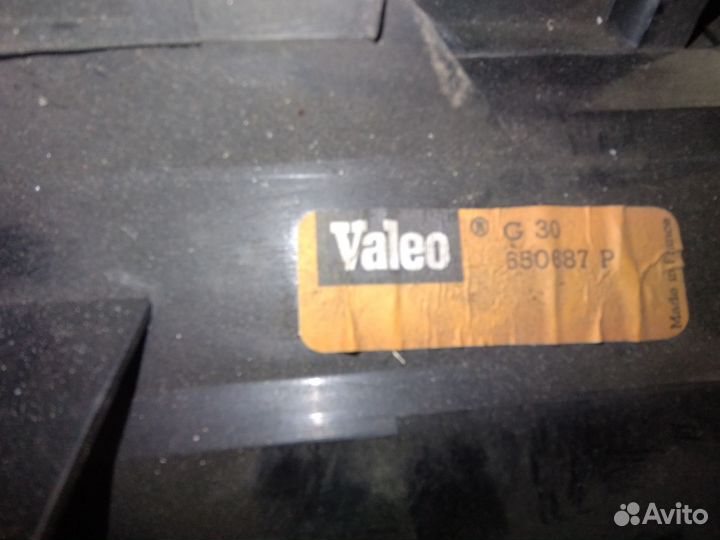 Valeo ® G 30
650687 P
Made in France
Avito